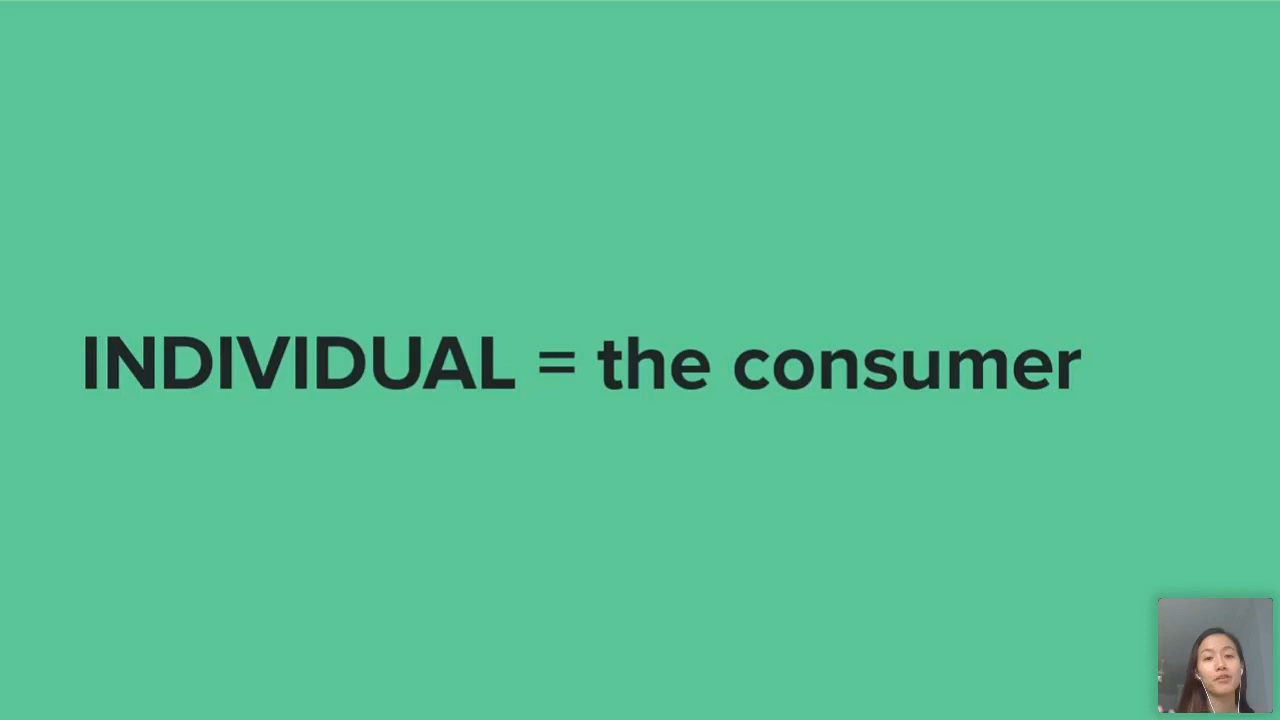 INDIVIDUAL = the consumer